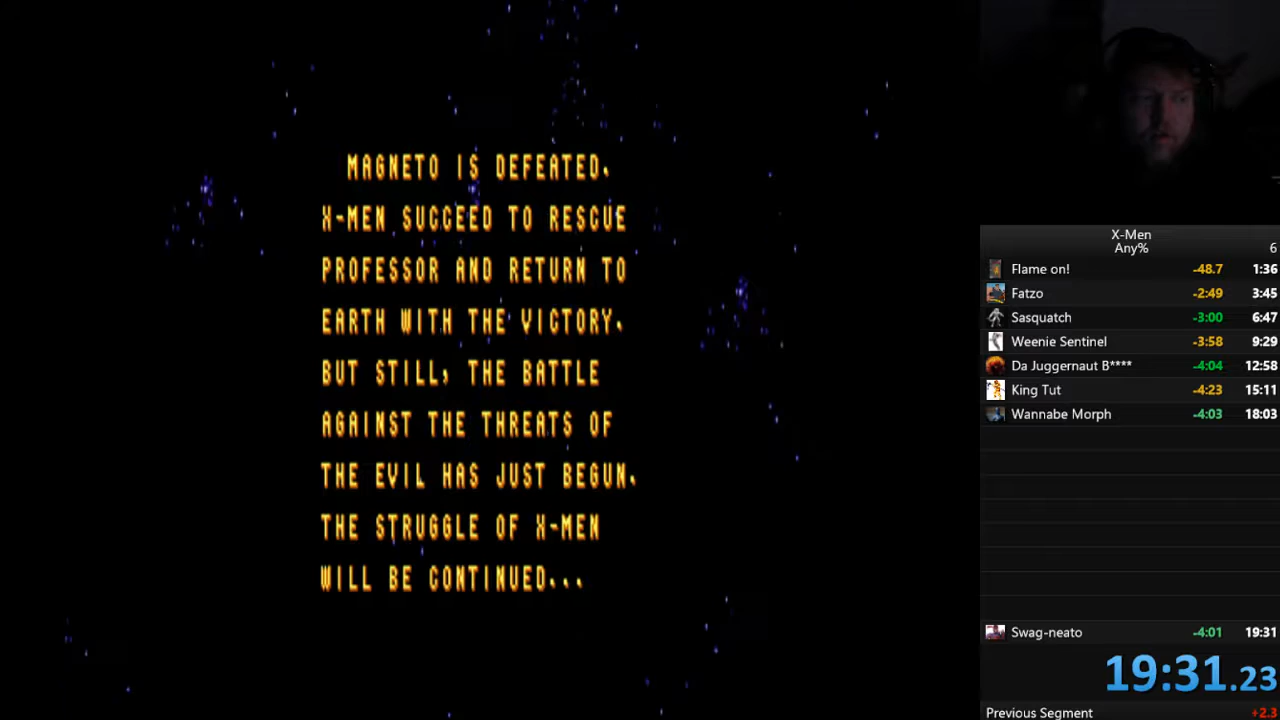 MAGNETO IS DEFEATED.
X-MEN SUCCEED TO RESCUE
PROFESSOR AND RETURN TO
EARTH WITH THE VICTORY.
BUT STILL, THE BATTLE
AGAINST THE THREATS OF
THE EVIL HAS JUST BEGUN.
THE STRUGGLE OF X-MEN
WILL BE CONTINUED...
X-Men
Any% 6
Flame on! -48.7 1:36
Fatzo -2:49 3:45
Sasquatch -3:00 6:47
Weenie Sentinel -3:58 9:29
Da Juggernaut B**** -4:04 12:58
King Tut -4:23 15:11
Wannabe Morph -4:03 18:03
Swag-neato -4:01 19:31
19:31.23
Previous Segment +2.3